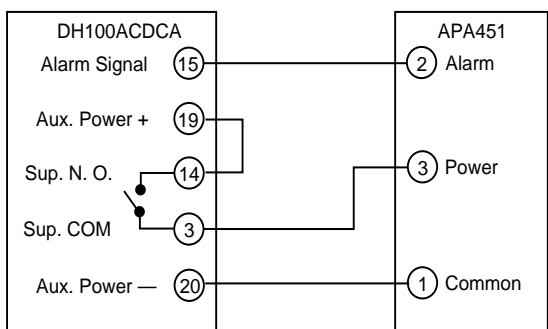 DH100ACDCA
APA451
Alarm Signal 15
2 Alarm
Aux. Power + 19
Sup. N. O. 14
3 Power
Sup. COM 3
Aux. Power — 20
1 Common